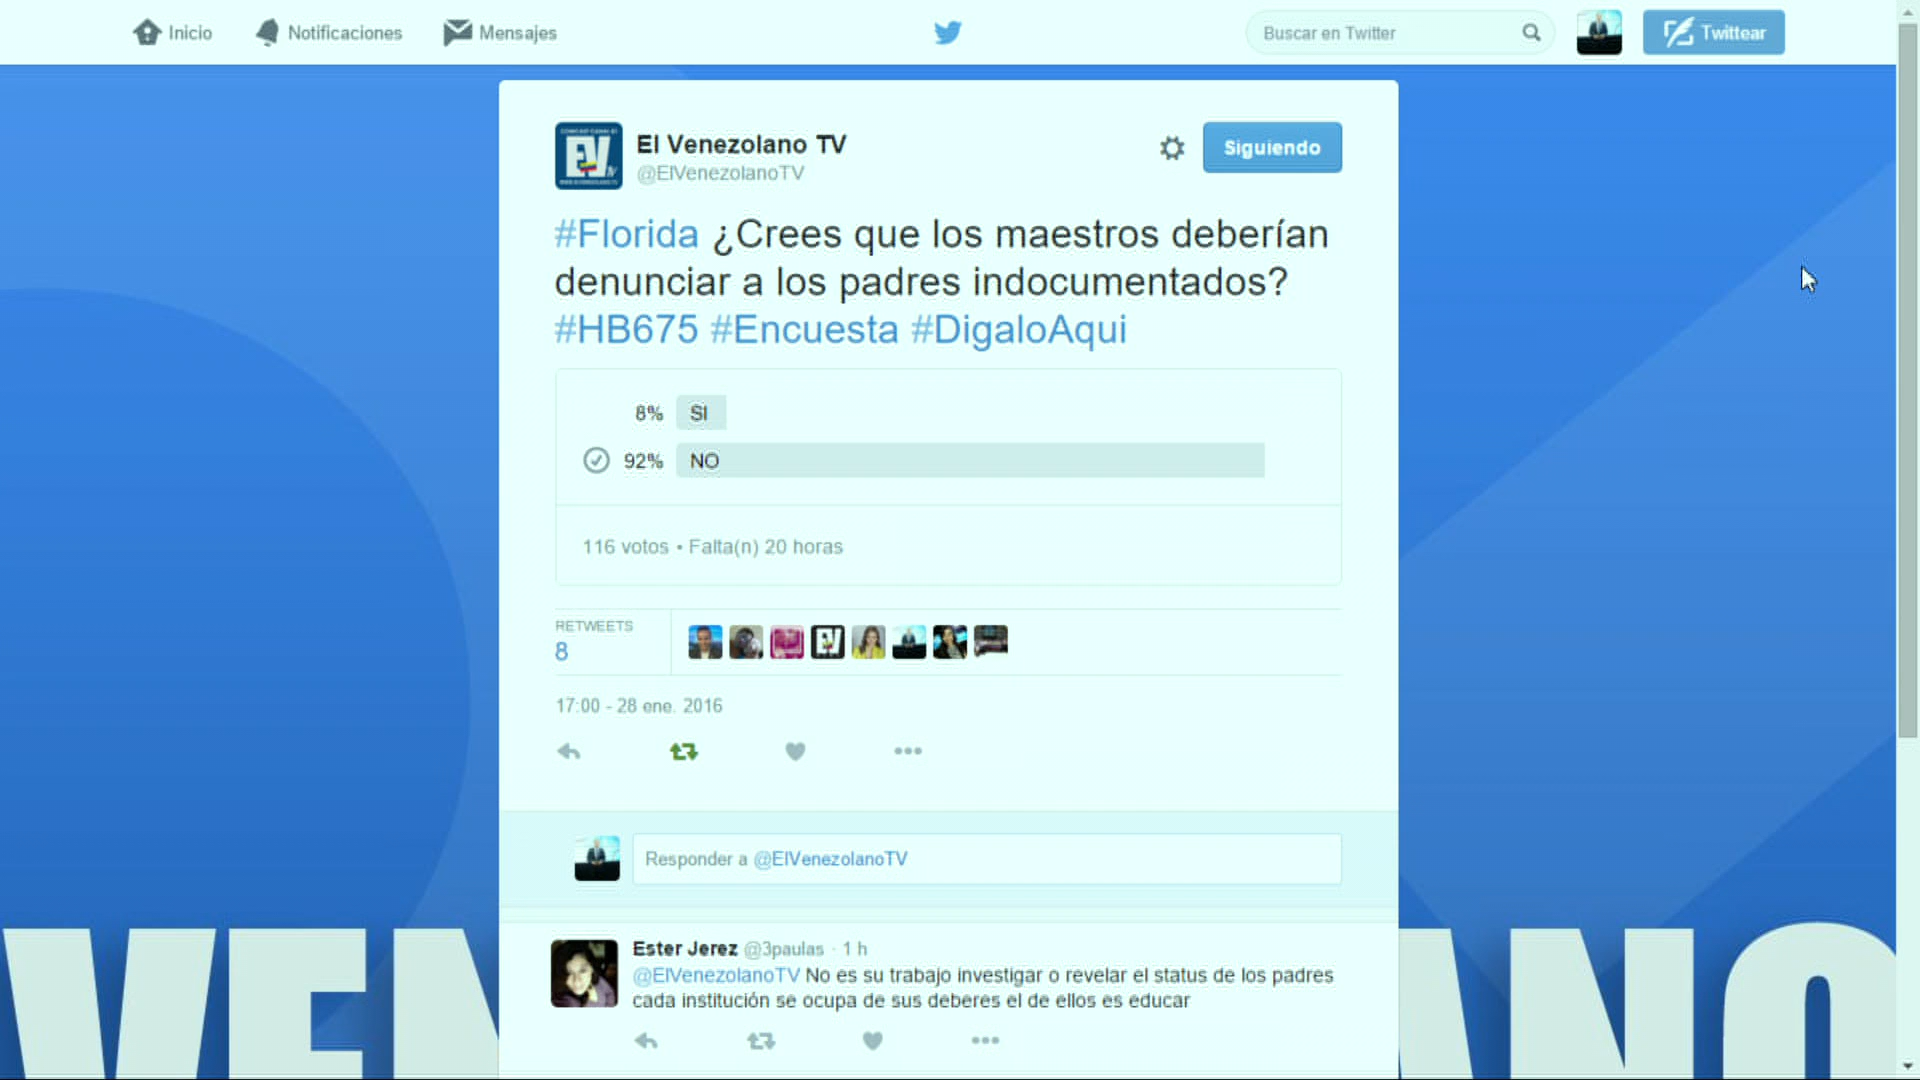 Inicio
Notificaciones
Mensajes
Buscar en Twitter
Twittear
El Venezolano TV
@ElVenezolanoTV
Siguiendo
#Florida ¿Crees que los maestros deberían
denunciar a los padres indocumentados?
#HB675 #Encuesta #DigaloAqui
8% SI
92% NO
116 votos • Falta(n) 20 horas
RETWEETS
8
17:00 - 28 ene. 2016
Responder a @ElVenezolanoTV
Ester Jerez @3paulas · 1 h
@ElVenezolanoTV No es su trabajo investigar o revelar el status de los padres
cada institución se ocupa de sus deberes el de ellos es educar
VEN
ANO